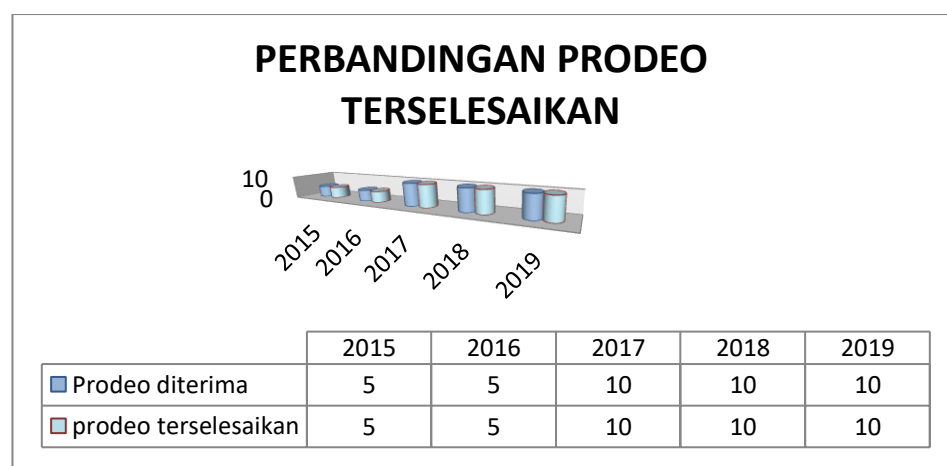 PERBANDINGAN PRODEO
TERSELESAIKAN
10
0
2015
2016
2017
2018
2019
2015 2016 2017 2018 2019
Prodeo diterima 5 5 10 10 10
prodeo terselesaikan 5 5 10 10 10